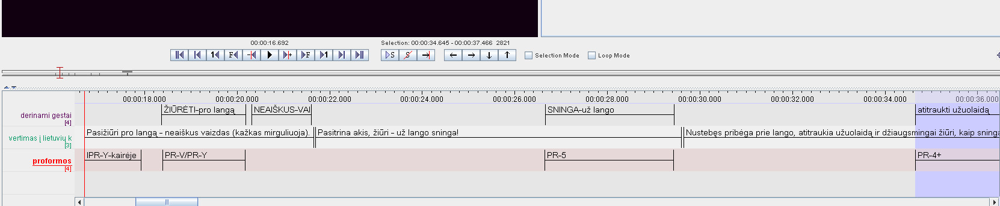 00:00:16.692
Selection: 00:00:34.645 - 00:00:37.466 2821
1 F F 1 S S Selection Mode Loop Mode
00:00:18.000 00:00:20.000 00:00:22.000 00:00:24.000 00:00:26.000 00:00:28.000 00:00:30.000 00:00:32.000 00:00:34.000 00:00:36.000
derinami gestai
[4]
ŽIŪRĖTI-pro langą NEAIŠKUS-VAI SNINGA-už lango atitraukti užuolaidą
vertimas į lietuvių k
[3]
Pasižiūri pro langą - neaiškus vaizdas (kažkas mirguliuoja). Pasitrina akis, žiūri - už lango sninga! Nustebęs pribėga prie lango, atitraukia užuolaidą ir džiaugsmingai žiūri, kaip sninga
proformos
[4]
IPR-Y-kairėje PR-V/PR-Y PR-5 PR-4+